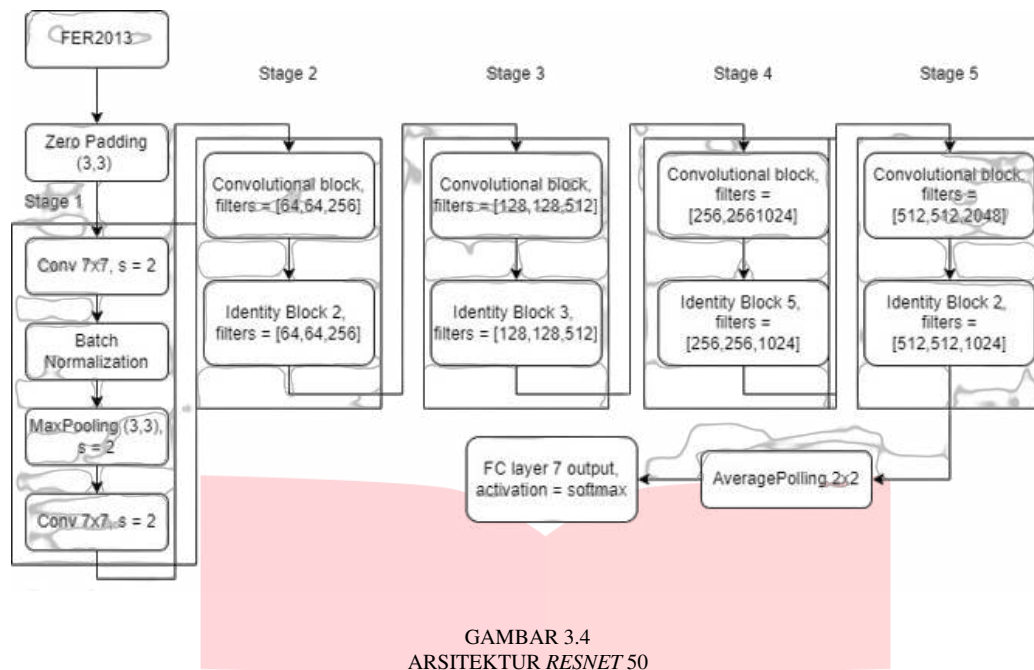 FER2013
Zero Padding
(3,3)
Stage 1
Conv 7x7, s = 2
Batch
Normalization
MaxPooling (3,3),
s = 2
Conv 7x7, s = 2
Stage 2
Convolutional block,
filters = [64,64,256]
Identity Block 2,
filters = [64,64,256]
Stage 3
Convolutional block,
filters = [128,128,512]
Identity Block 3,
filters = [128,128,512]
Stage 4
Convolutional block,
filters =
[256,2561024]
Identity Block 5,
filters =
[256,256,1024]
Stage 5
Convolutional block,
filters =
[512,512,2048]
Identity Block 2,
filters =
[512,512,1024]
AveragePolling 2x2
FC layer 7 output,
activation = softmax
GAMBAR 3.4
ARSITEKTUR RESNET 50